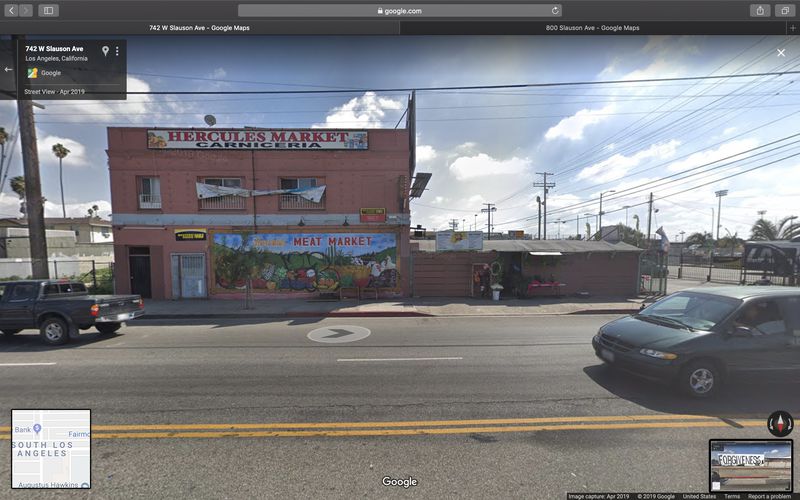 google.com
742 W Slauson Ave - Google Maps
800 Slauson Ave - Google Maps
742 W Slauson Ave
Los Angeles, California
Google
Street View - Apr 2019
HERCULES MARKET
CARNICERIA
MEAT MARKET
Bank
Fairmo
SOUTH LOS
ANGELES
Augustus Hawkins
Google
FORGIVENESS
Image capture: Apr 2019 © 2019 Google United States Terms Report a problem